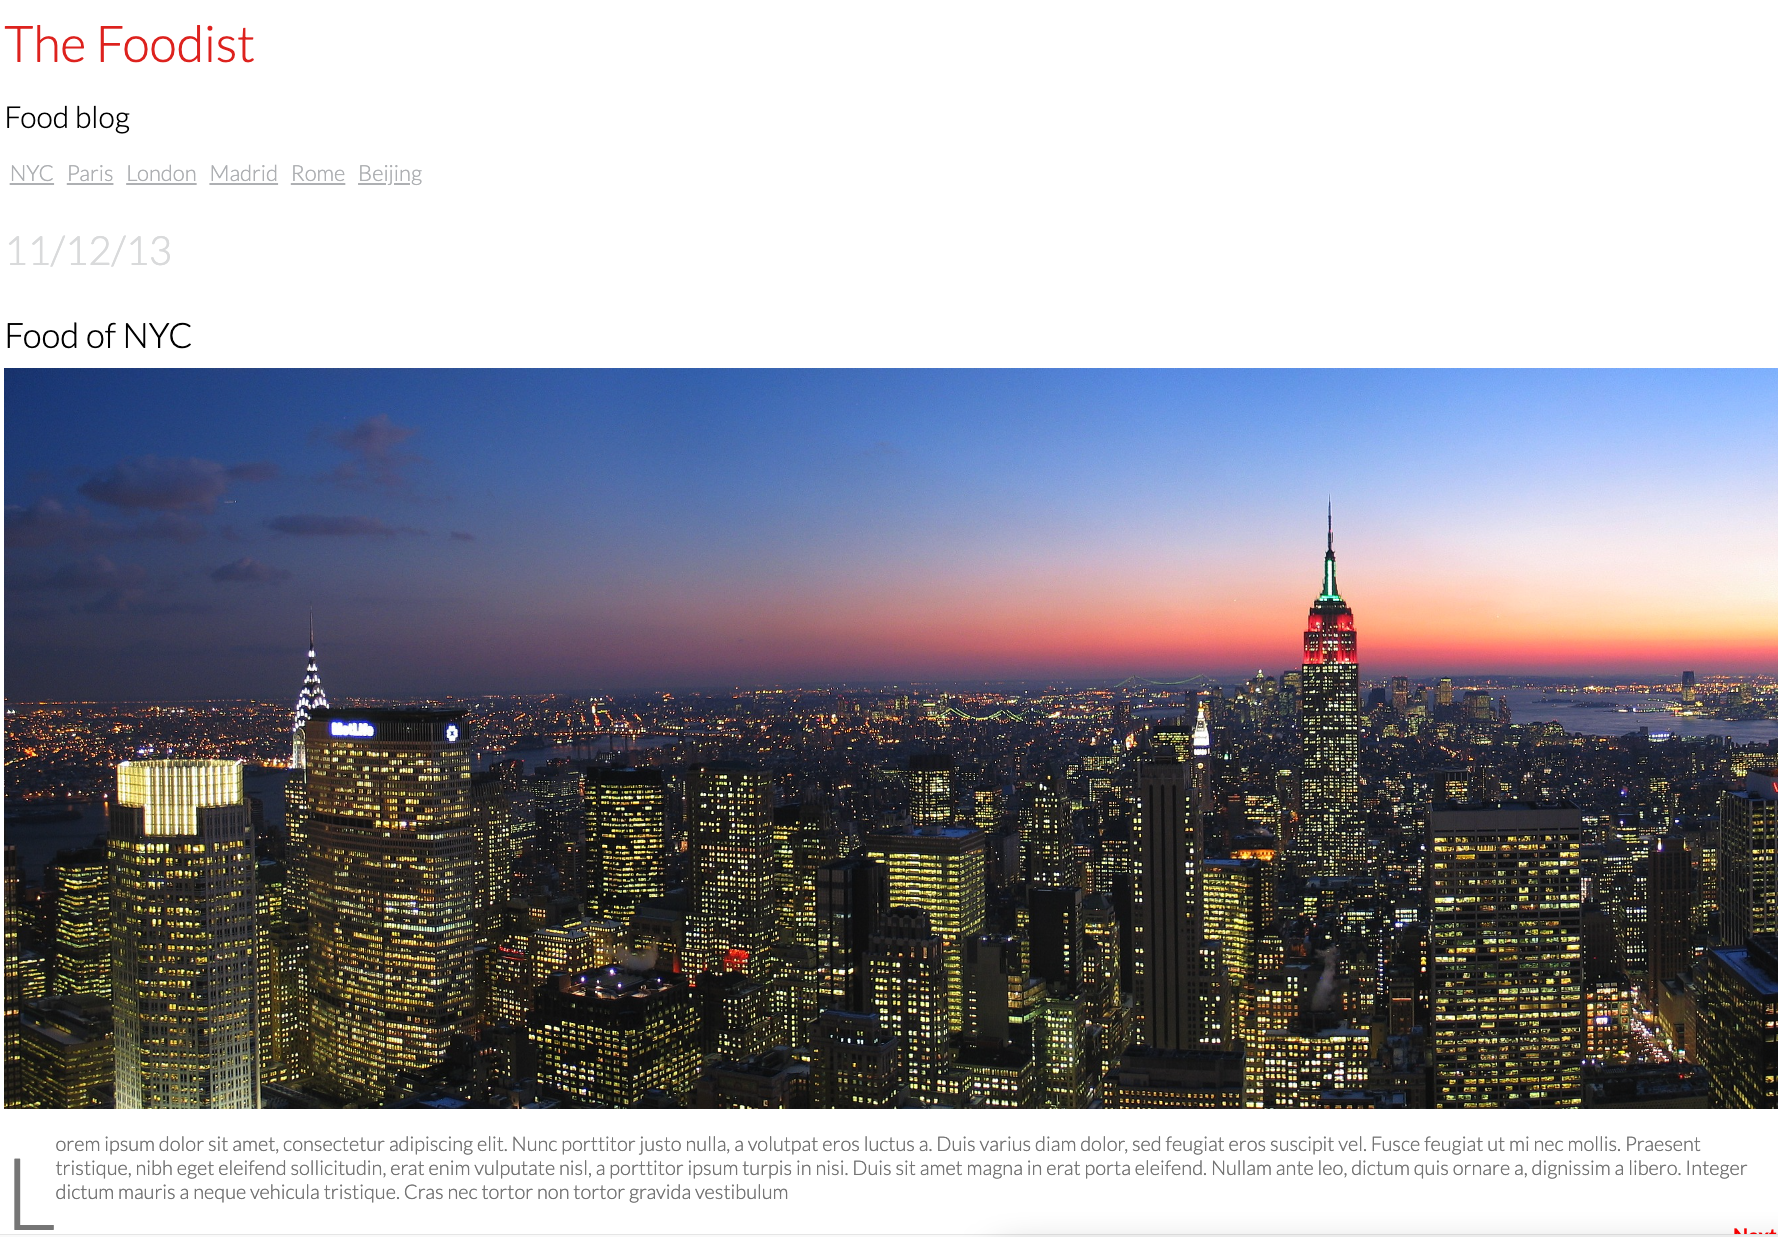 The Foodist
Food blog
NYC Paris London Madrid Rome Beijing
11/12/13
Food of NYC
MetLife
Lorem ipsum dolor sit amet, consectetur adipiscing elit. Nunc porttitor justo nulla, a volutpat eros luctus a. Duis varius diam dolor, sed feugiat eros suscipit vel. Fusce feugiat ut mi nec mollis. Praesent
tristique, nibh eget eleifend sollicitudin, erat enim vulputate nisl, a porttitor ipsum turpis in nisi. Duis sit amet magna in erat porta eleifend. Nullam ante leo, dictum quis ornare a, dignissim a libero. Integer
dictum mauris a neque vehicula tristique. Cras nec tortor non tortor gravida vestibulum